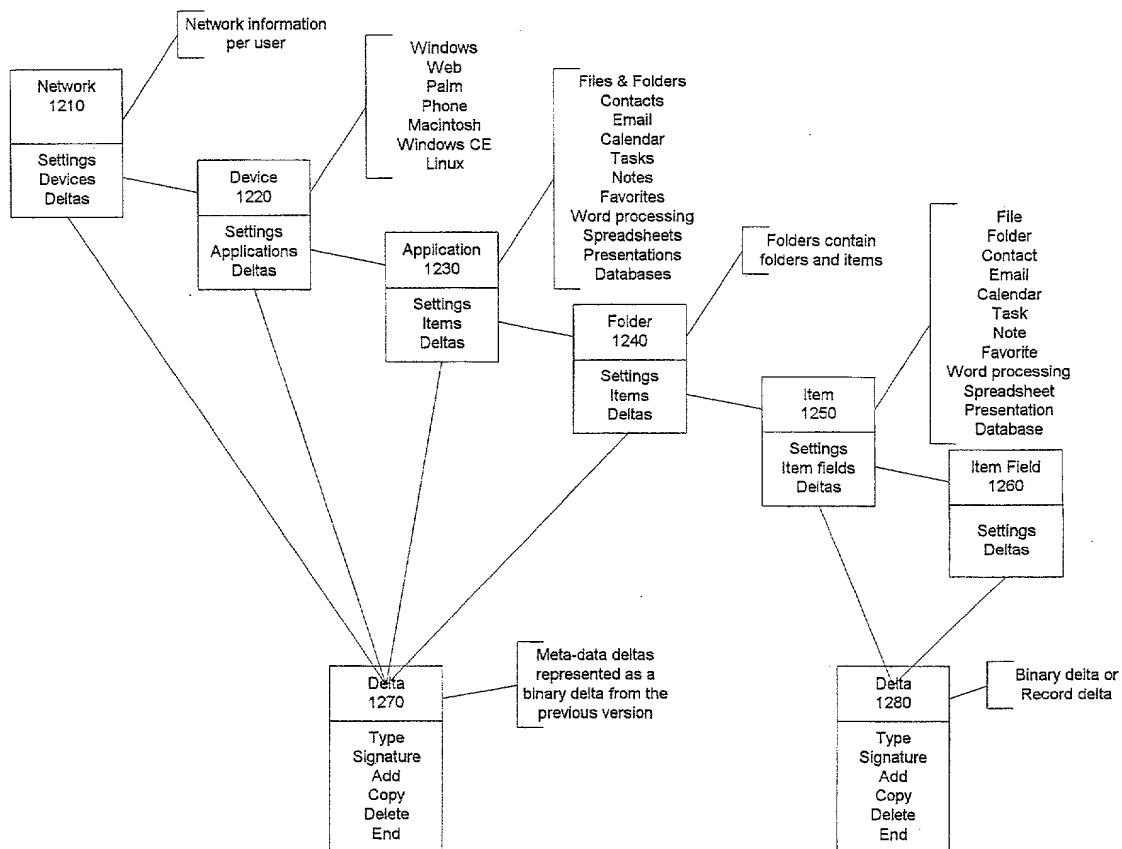 Network information
per user
Network
1210
Settings
Devices
Deltas
Windows
Web
Palm
Phone
Macintosh
Windows CE
Linux
Device
1220
Settings
Applications
Deltas
Files & Folders
Contacts
Email
Calendar
Tasks
Notes
Favorites
Word processing
Spreadsheets
Presentations
Databases
Application
1230
Settings
Items
Deltas
Folders contain
folders and items
Folder
1240
Settings
Items
Deltas
File
Folder
Contact
Email
Calendar
Task
Note
Favorite
Word processing
Spreadsheet
Presentation
Database
Item
1250
Settings
Item fields
Deltas
Item Field
1260
Settings
Deltas
Delta
1270
Type
Signature
Add
Copy
Delete
End
Meta-data deltas
represented as a
binary delta from the
previous version
Delta
1280
Type
Signature
Add
Copy
Delete
End
Binary delta or
Record delta